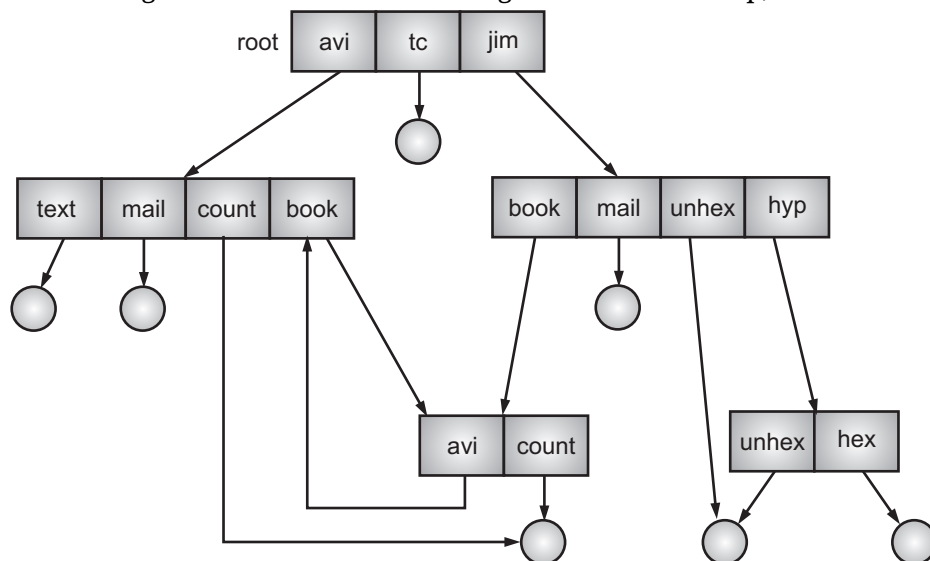 root avi tc jim
text mail count book
book mail unhex hyp
avi count
unhex hex